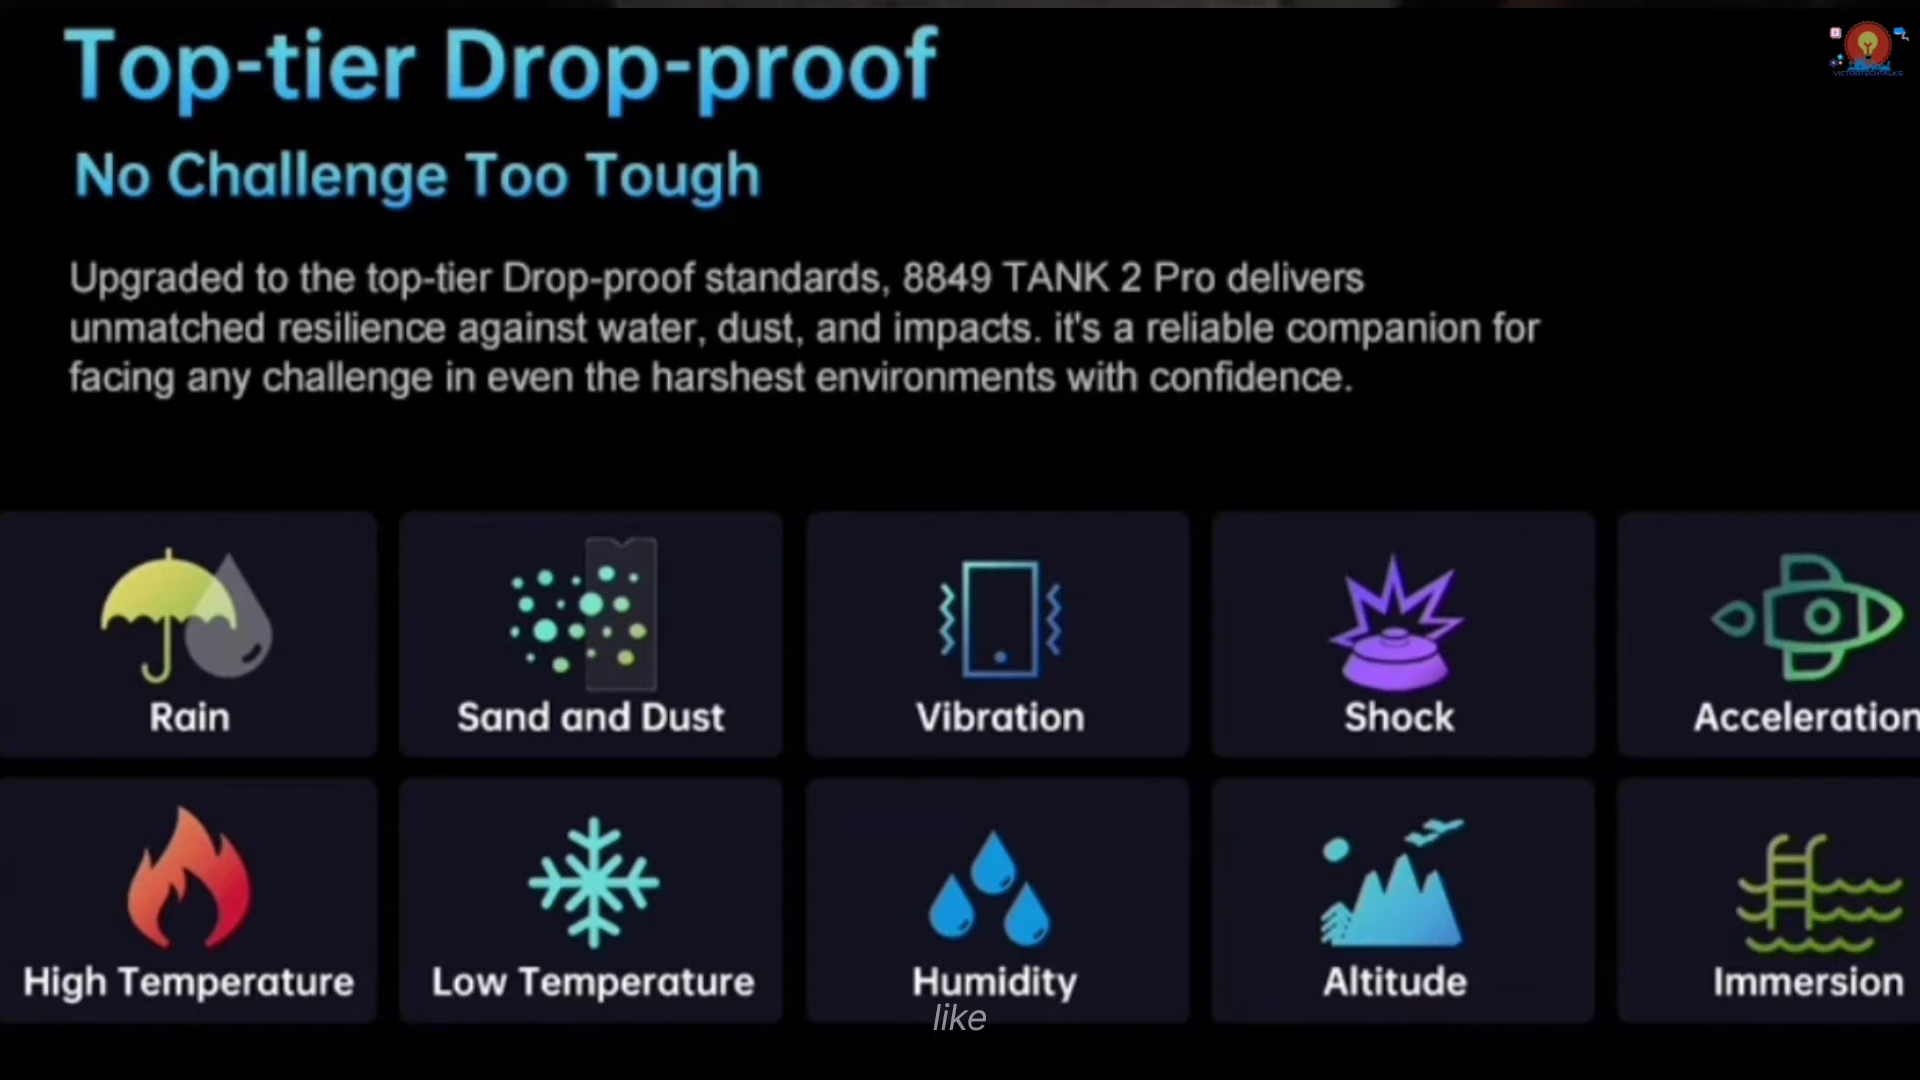 Top-tier Drop-proof
VICTORTECHTALKS
No Challenge Too Tough
Upgraded to the top-tier Drop-proof standards, 8849 TANK 2 Pro delivers
unmatched resilience against water, dust, and impacts. it's a reliable companion for
facing any challenge in even the harshest environments with confidence.
Rain
Sand and Dust
Vibration
Shock
Acceleration
High Temperature
Low Temperature
Humidity
Altitude
Immersion
like